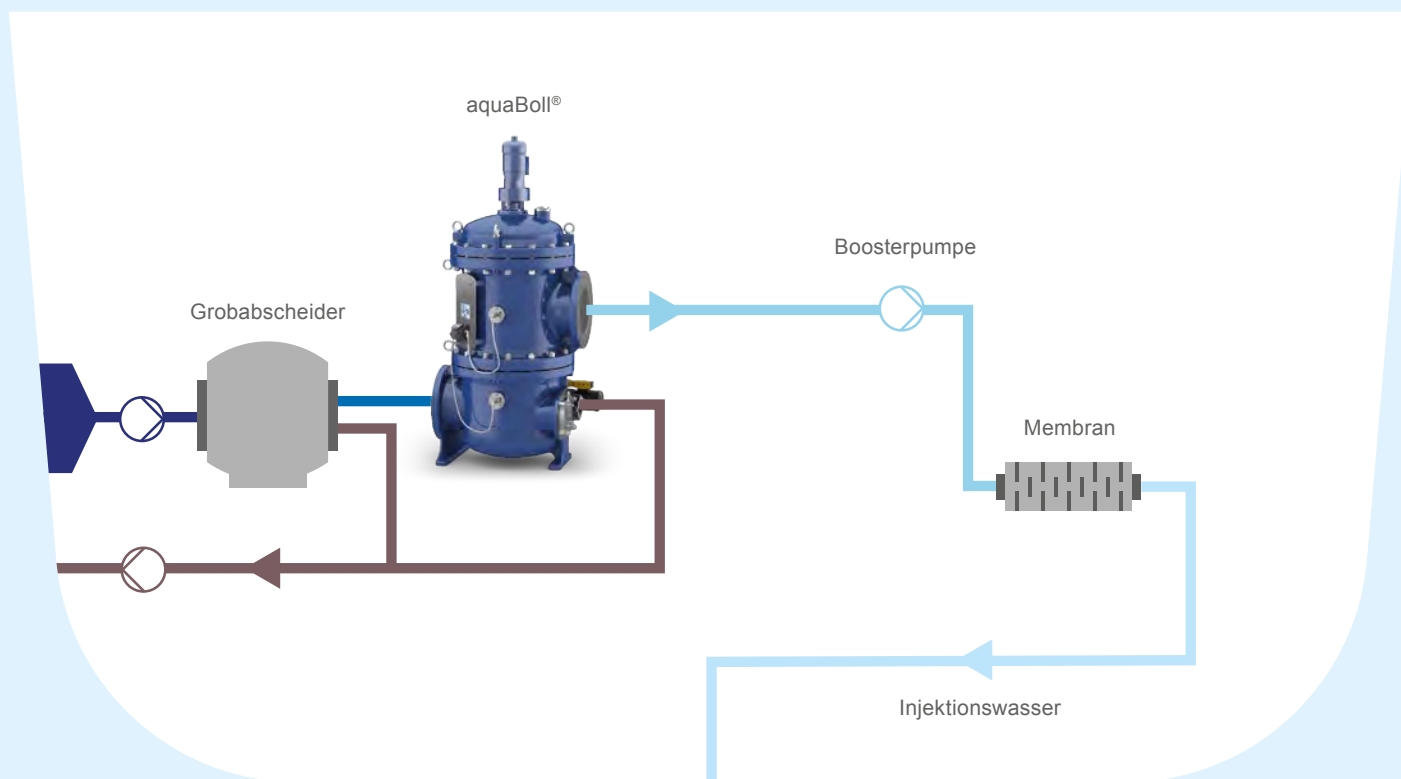 aquaBoll®
Boosterpumpe
Grobabscheider
Membran
Injektionswasser